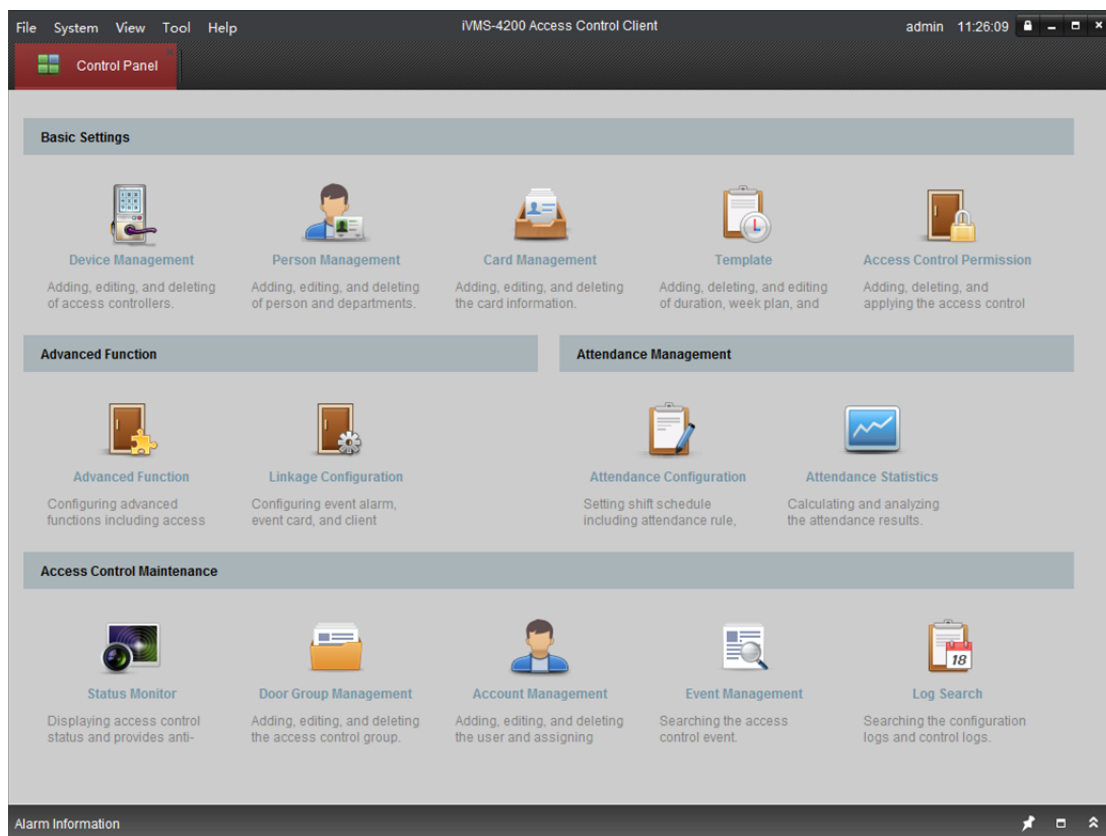 File System View Tool Help iVMS-4200 Access Control Client admin 11:26:09
Control Panel
Basic Settings
Device Management Person Management Card Management Template Access Control Permission
Adding, editing, and deleting Adding, editing, and deleting Adding, editing, and deleting Adding, deleting, and editing Adding, deleting, and
of access controllers. of person and departments. the card information. of duration, week plan, and applying the access control
Advanced Function Attendance Management
Advanced Function Linkage Configuration Attendance Configuration Attendance Statistics
Configuring advanced Configuring event alarm, Setting shift schedule Calculating and analyzing
functions including access event card, and client including attendance rule, the attendance results.
Access Control Maintenance
18
Status Monitor Door Group Management Account Management Event Management Log Search
Displaying access control Adding, editing, and deleting Adding, editing, and deleting Searching the access Searching the configuration
status and provides anti- the access control group. the user and assigning control event. logs and control logs.
Alarm Information